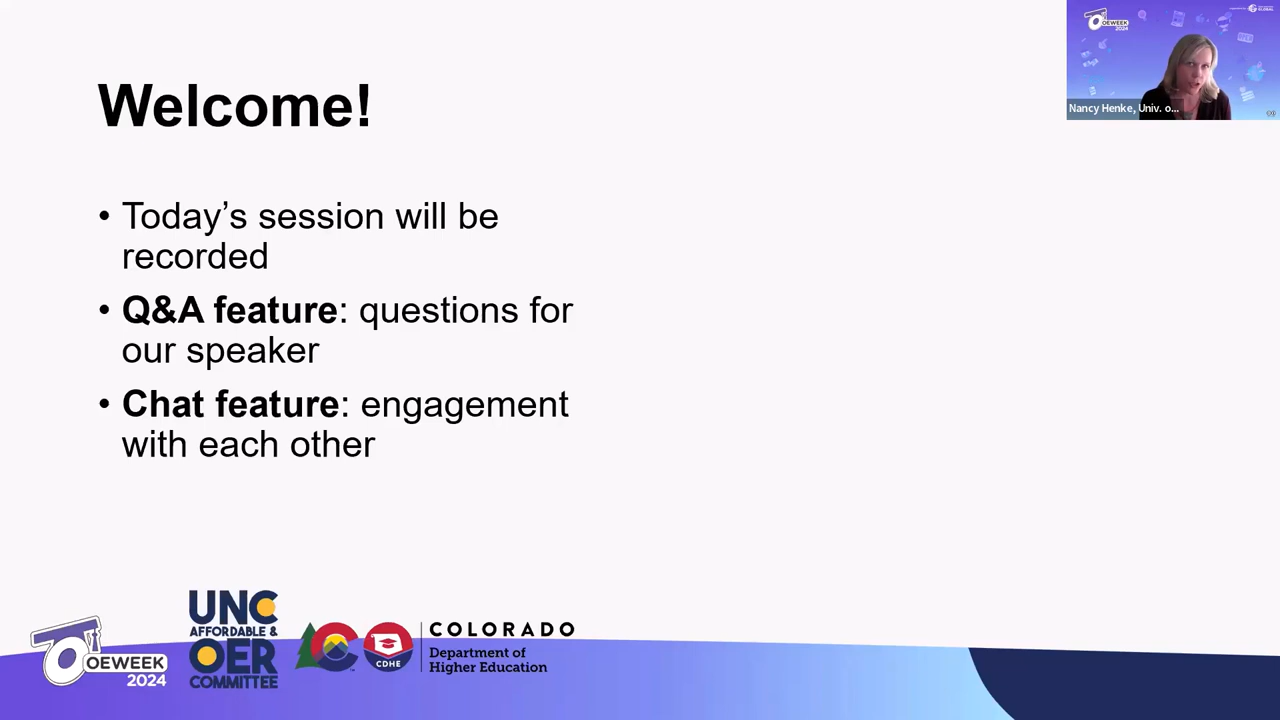 Welcome!
• Today’s session will be
recorded
• Q&A feature: questions for
our speaker
• Chat feature: engagement
with each other
OEWEEK
2024
Nancy Henke, Univ. o...
OEWEEK
2024
UNC
AFFORDABLE &
OER
COMMITTEE
CDHE
COLORADO
Department of
Higher Education